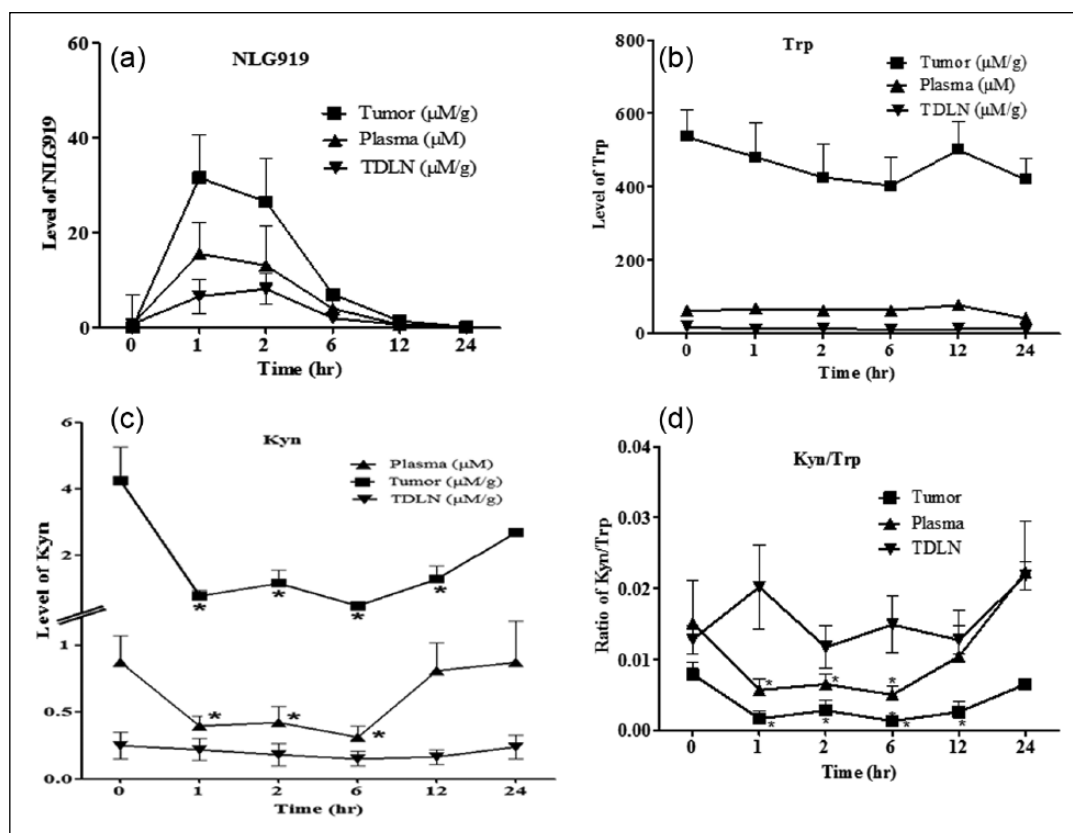 (a)
NLG919
Level of NLG919
60
40
20
0
Tumor (μM/g)
Plasma (μM)
TDLN (μM/g)
0 1 2 6 12 24
Time (hr)
(b)
Trp
Level of Trp
800
600
400
200
0
Tumor (μM/g)
Plasma (μM)
TDLN (μM/g)
0 1 2 6 12 24
Time (hr)
(c)
Kyn
Level of Kyn
6
4
2
1
0.5
0.0
Plasma (μM)
Tumor (μM/g)
TDLN (μM/g)
* * * *
* * *
0 1 2 6 12 24
Time (hr)
(d)
Kyn/Trp
Ratio of Kyn/Trp
0.04
0.03
0.02
0.01
0.00
Tumor
Plasma
TDLN
* * *
* * * * *
0 1 2 6 12 24
Time (hr)